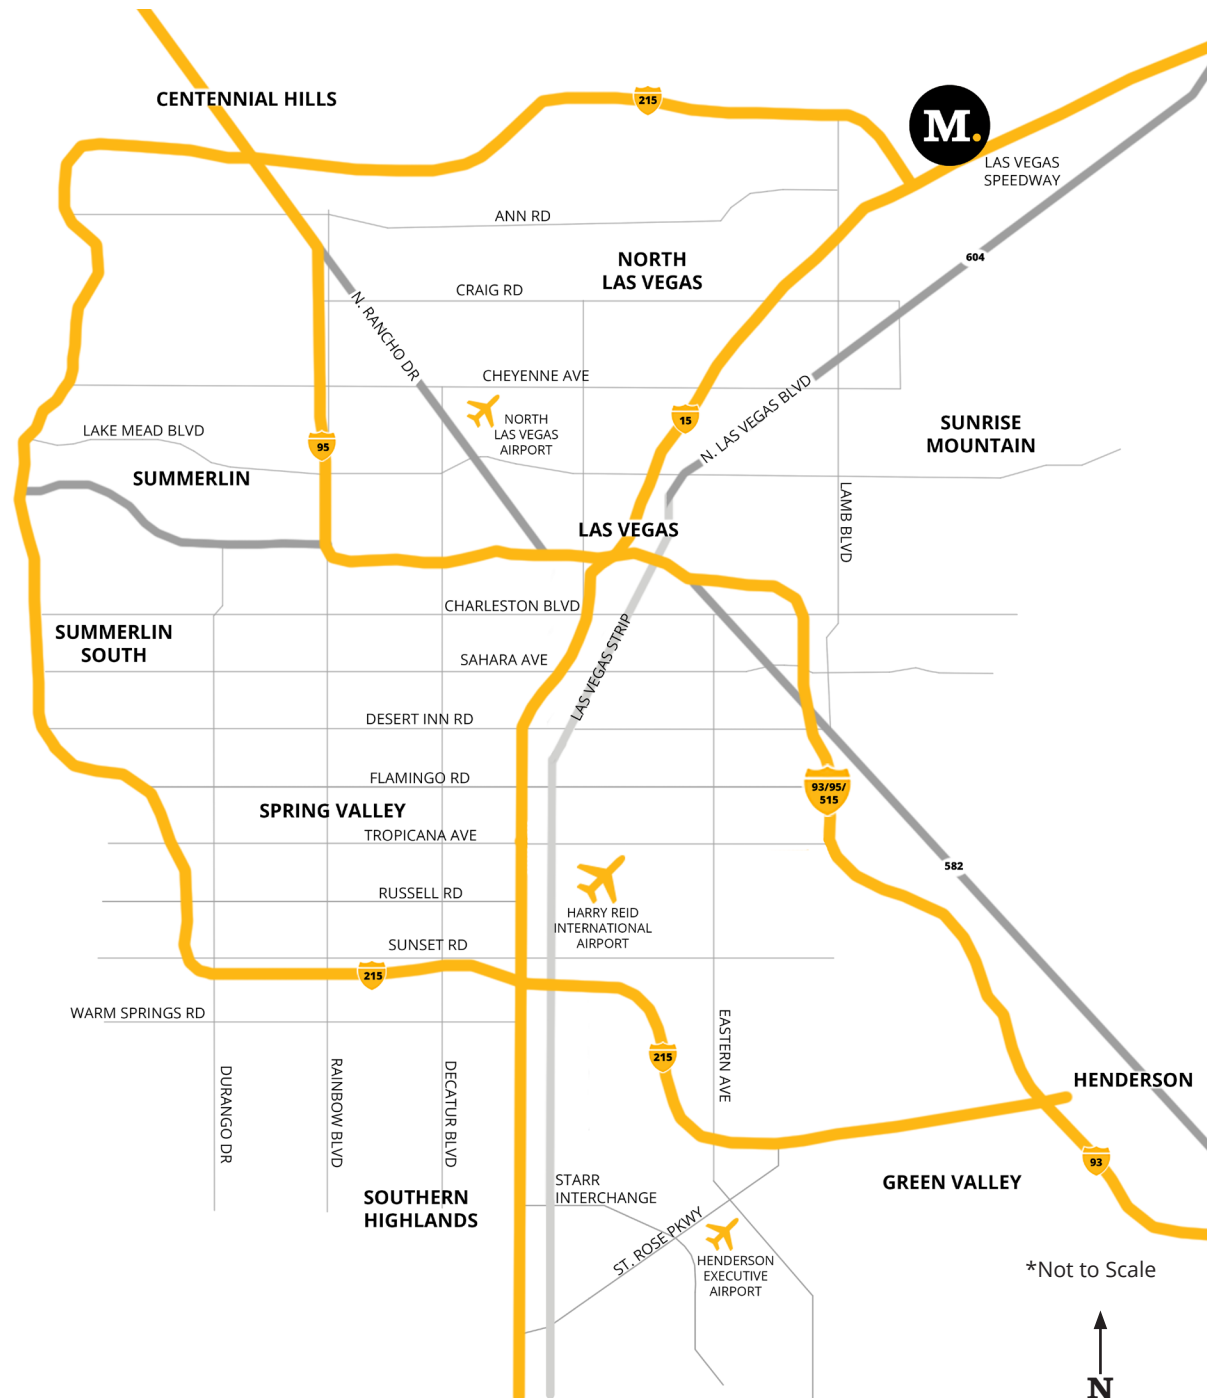 CENTENNIAL HILLS
215
M.
LAS VEGAS
SPEEDWAY
ANN RD
NORTH
LAS VEGAS
604
CRAIG RD
N. RANCHO DR
CHEYENNE AVE
NORTH
LAS VEGAS
AIRPORT
15
N. LAS VEGAS BLVD
SUNRISE
MOUNTAIN
LAKE MEAD BLVD
95
SUMMERLIN
LAS VEGAS
LAMB BLVD
CHARLESTON BLVD
SUMMERLIN
SOUTH
SAHARA AVE
LAS VEGAS STRIP
DESERT INN RD
FLAMINGO RD
93/95/
515
SPRING VALLEY
TROPICANA AVE
582
RUSSELL RD
HARRY REID
INTERNATIONAL
AIRPORT
SUNSET RD
215
WARM SPRINGS RD
215
EASTERN AVE
DURANGO DR
RAINBOW BLVD
DECATUR BLVD
HENDERSON
93
GREEN VALLEY
SOUTHERN
HIGHLANDS
STARR
INTERCHANGE
ST. ROSE PKWY
HENDERSON
EXECUTIVE
AIRPORT
*Not to Scale
N